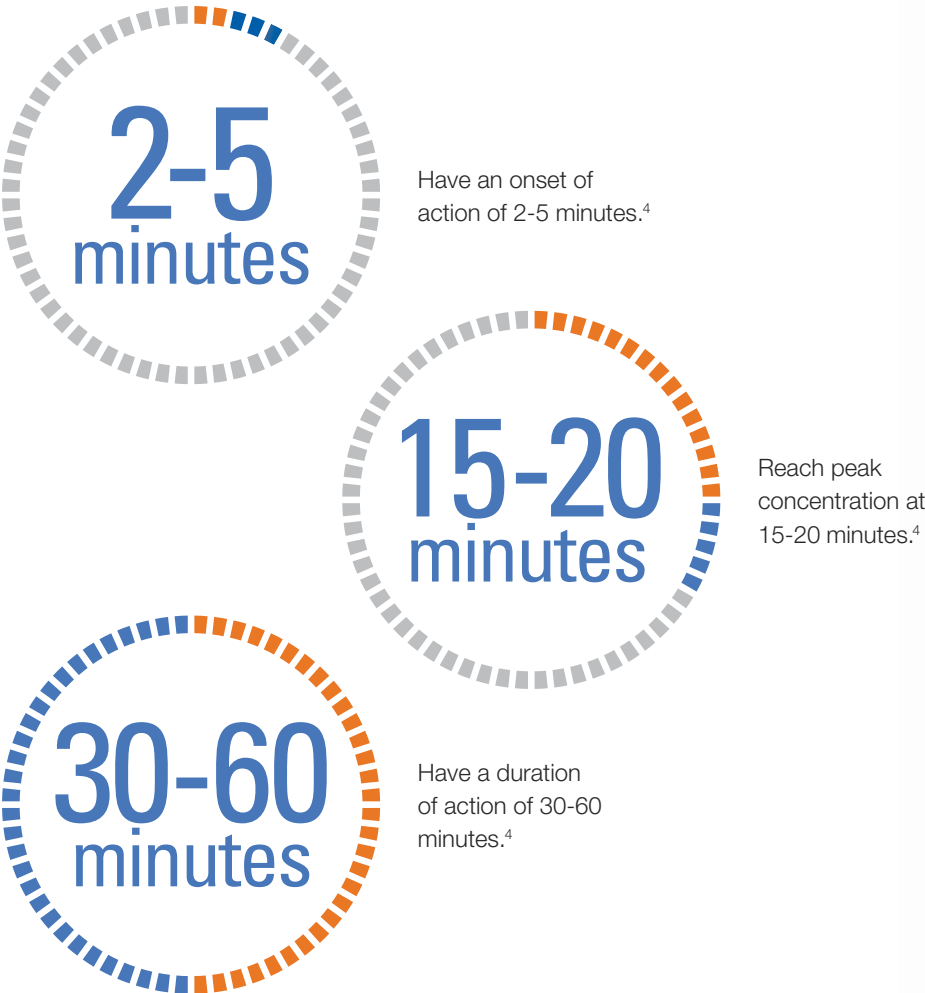 2-5
minutes
Have an onset of
action of 2-5 minutes.4
15-20
minutes
Reach peak
concentration at
15-20 minutes.4
30-60
minutes
Have a duration
of action of 30-60
minutes.4